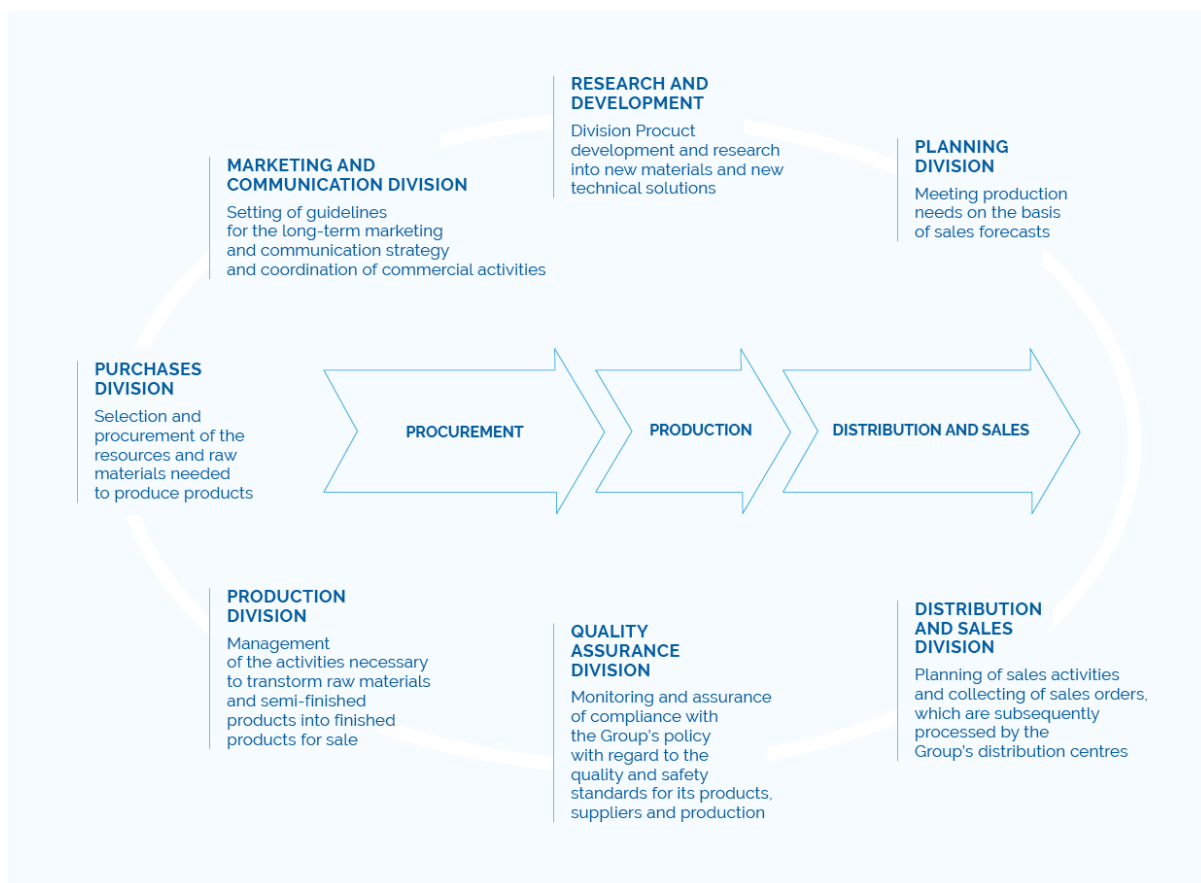 RESEARCH AND
DEVELOPMENT
Division Procuct
development and research
into new materials and new
technical solutions
PLANNING
DIVISION
Meeting production
needs on the basis
of sales forecasts
MARKETING AND
COMMUNICATION DIVISION
Setting of guidelines
for the long-term marketing
and communication strategy
and coordination of commercial activities
PURCHASES
DIVISION
Selection and
procurement of the
resources and raw
materials needed
to produce products
PROCUREMENT
PRODUCTION
DISTRIBUTION AND SALES
PRODUCTION
DIVISION
Management
of the activities necessary
to transtorm raw materials
and semi-finished
products into finished
products for sale
QUALITY
ASSURANCE
DIVISION
Monitoring and assurance
of compliance with
the Group's policy
with regard to the
quality and safety
standards for its products,
suppliers and production
DISTRIBUTION
AND SALES
DIVISION
Planning of sales activities
and collecting of sales orders,
which are subsequently
processed by the
Group's distribution centres